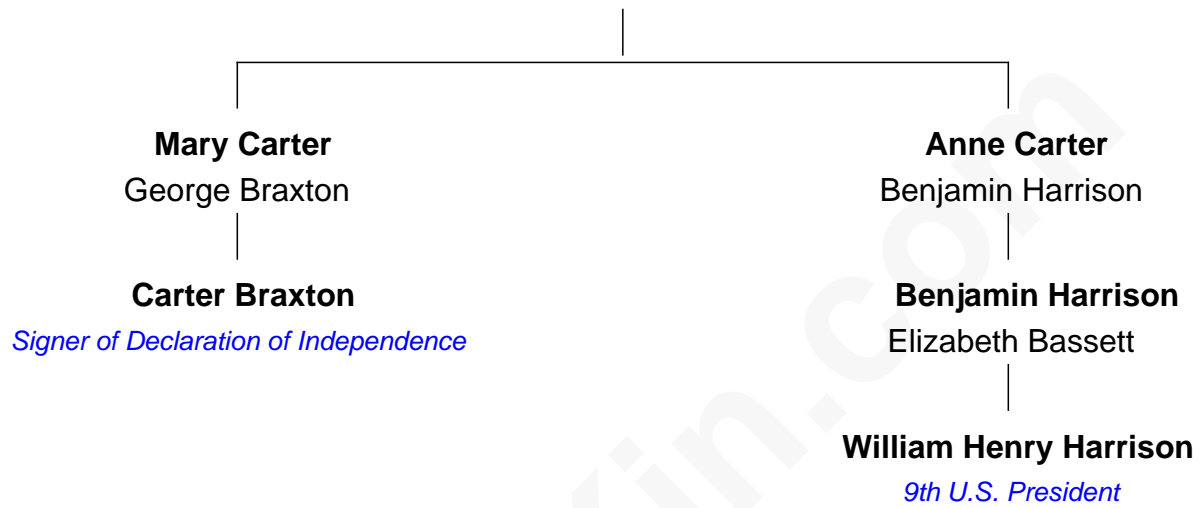 Mary Carter
George Braxton
Carter Braxton
Signer of Declaration of Independence
Anne Carter
Benjamin Harrison
Benjamin Harrison
Elizabeth Bassett
William Henry Harrison
9th U.S. President